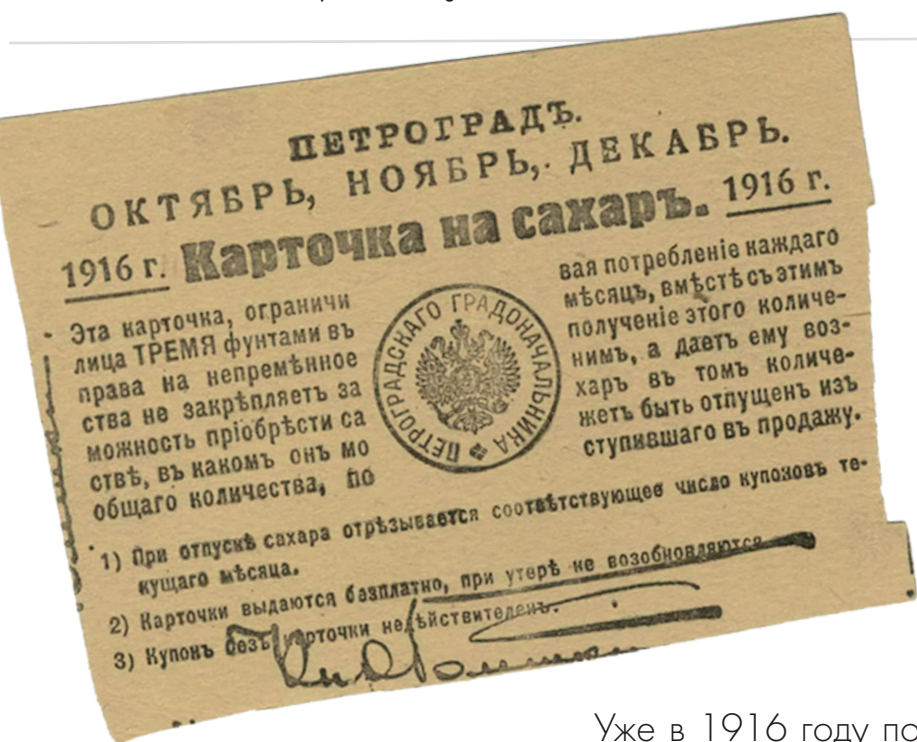 ПЕТРОГРАДЪ.
ОКТЯБРЬ, НОЯБРЬ, ДЕКАБРЬ.
1916 г. Карточка на сахаръ. 1916 г.
Эта карточка, ограничи вая потребленіе каждаго
лица ТРЕМЯ фунтами въ мѣсяцъ, вмѣстѣ съ этимъ
права на непремѣнное полученіе этого количе-
ства не закрѣпляетъ за нимъ, а даетъ ему воз-
можность пріобрѣсти са харъ въ томъ количе-
ствѣ, въ какомъ онъ мо жетъ быть отпущенъ изъ
общаго количества, по ступившаго въ продажу.
ПЕТРОГРАДСКАГО ГРАДОНАЧАЛЬНИКА
1) При отпускѣ сахара отрѣзывается соотвѣтствующее число купоновъ те-
кущаго мѣсяца.
2) Карточки выдаются безплатно, при утерѣ не возобновляются
3) Купонъ безъ карточки недѣйствителенъ.
Уже в 1916 году по